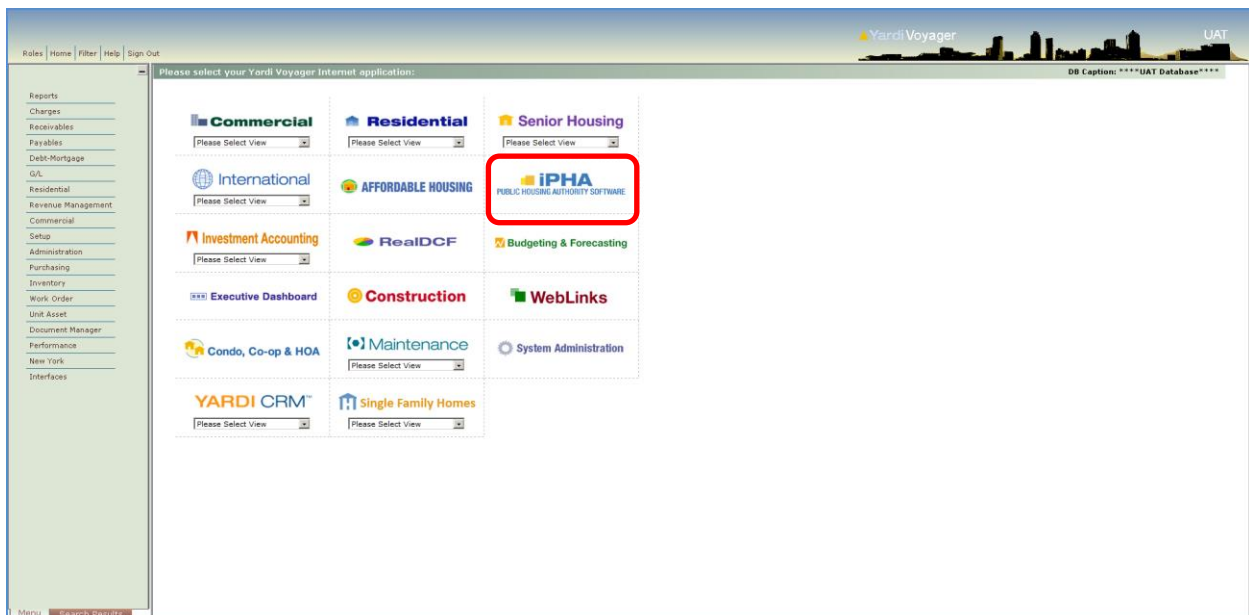 Yardi Voyager
UAT
Roles Home Filter Help Sign Out
Please select your Yardi Voyager Internet application:
DB Caption: ****UAT Database****
Reports
Charges
Receivables
Payables
Debt-Mortgage
G/L
Residential
Revenue Management
Commercial
Setup
Administration
Purchasing
Inventory
Work Order
Unit Asset
Document Manager
Performance
New York
Interfaces
Commercial
Please Select View
Residential
Please Select View
Senior Housing
Please Select View
International
Please Select View
AFFORDABLE HOUSING
iPHA
PUBLIC HOUSING AUTHORITY SOFTWARE
Investment Accounting
Please Select View
RealDCF
Budgeting & Forecasting
Executive Dashboard
Construction
WebLinks
Condo, Co-op & HOA
Maintenance
Please Select View
System Administration
YARDI CRM™
Please Select View
Single Family Homes
Please Select View
Menu Search Results